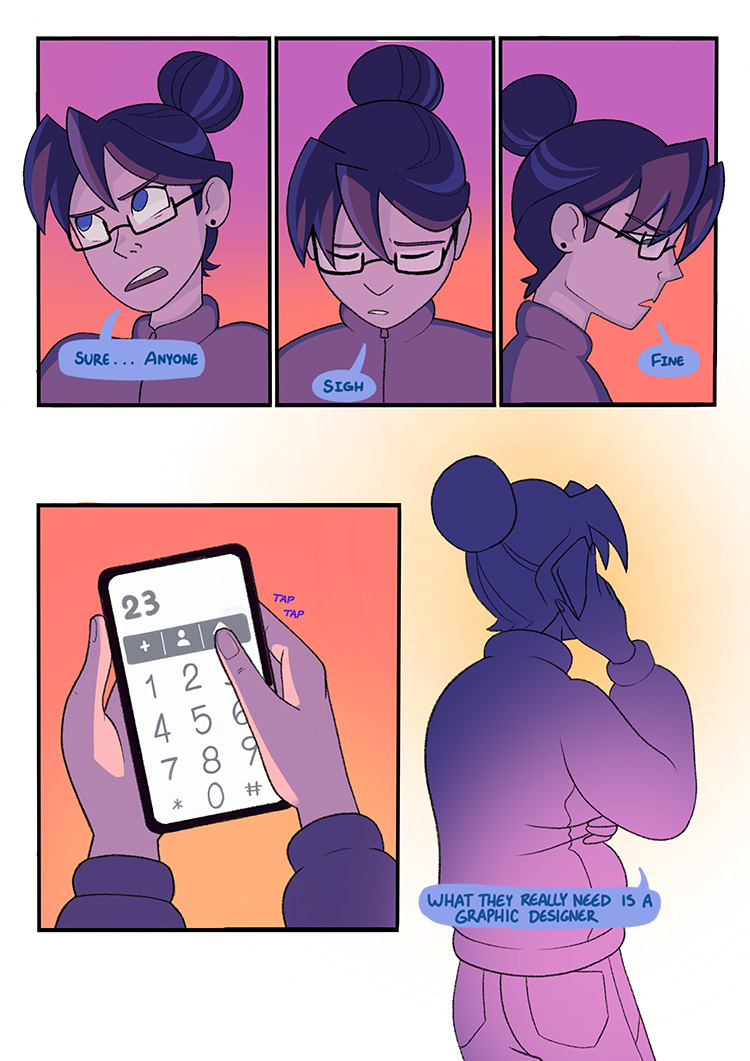 SURE... ANYONE
SIGH
FINE
23
TAP
TAP
+
1 2 3
4 5 6
7 8 9
* 0 #
WHAT THEY REALLY NEED IS A
GRAPHIC DESIGNER